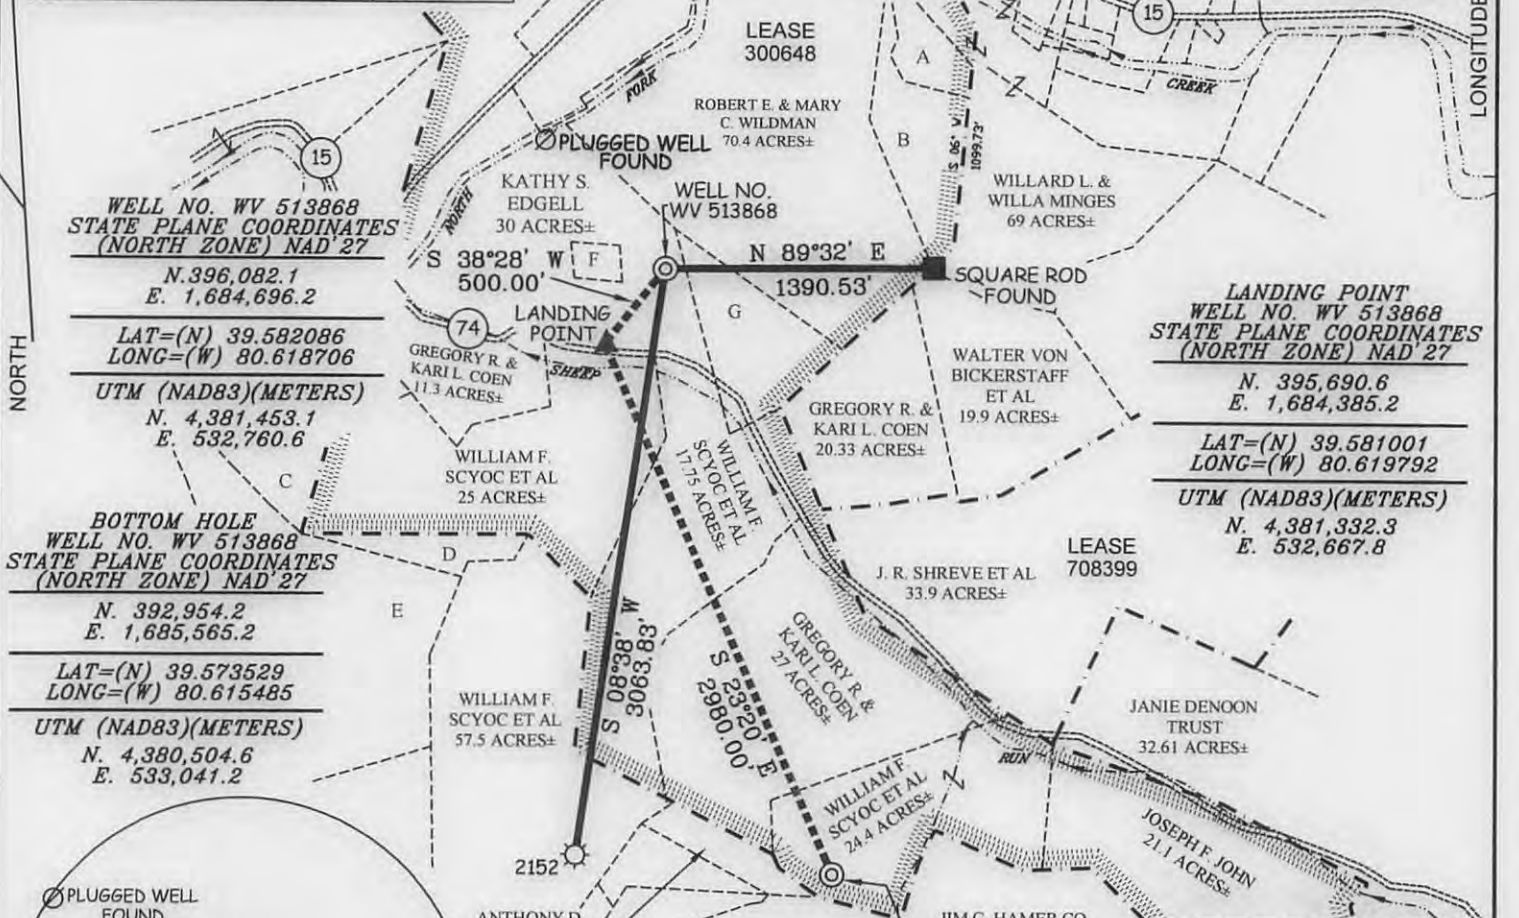 LONGITUDE
15
LEASE
300648
A
CREEK
FORK
ROBERT E. & MARY
C. WILDMAN
70.4 ACRES±
PLUGGED WELL
FOUND
B
1099.73'
15
KATHY S.
EDGELL
30 ACRES±
NORTH
WELL NO.
WV 513868
WILLARD L. &
WILLA MINGES
69 ACRES±
WELL NO. WV 513868
STATE PLANE COORDINATES
(NORTH ZONE) NAD'27
N.396,082.1
E. 1,684,696.2
LAT=(N) 39.582086
LONG=(W) 80.618706
UTM (NAD83)(METERS)
N. 4,381,453.1
E. 532,760.6
NORTH
S 38°28' W
500.00'
F
N 89°32' E
1390.53'
SQUARE ROD
FOUND
LANDING
POINT
G
74
GREGORY R. &
KARI L. COEN
11.3 ACRES±
SHEEP
LANDING POINT
WELL NO. WV 513868
STATE PLANE COORDINATES
(NORTH ZONE) NAD'27
N. 395,690.6
E. 1,684,385.2
LAT=(N) 39.581001
LONG=(W) 80.619792
UTM (NAD83)(METERS)
N. 4,381,332.3
E. 532,667.8
WALTER VON
BICKERSTAFF
ET AL
19.9 ACRES±
GREGORY R. &
KARI L. COEN
20.33 ACRES±
WILLIAM F.
SCYOC ET AL
25 ACRES±
WILLIAM F.
SCYOC ET AL
17.75 ACRES±
C
D
E
BOTTOM HOLE
WELL NO. WV 513868
STATE PLANE COORDINATES
(NORTH ZONE) NAD'27
N. 392,954.2
E. 1,685,565.2
LAT=(N) 39.573529
LONG=(W) 80.615485
UTM (NAD83)(METERS)
N. 4,380,504.6
E. 533,041.2
LEASE
708399
J. R. SHREVE ET AL
33.9 ACRES±
S 08°38' W
3063.83'
S 23°20' E
2980.00'
GREGORY R. &
KARI L. COEN
27 ACRES±
WILLIAM F.
SCYOC ET AL
57.5 ACRES±
JANIE DENOON
TRUST
32.61 ACRES±
RUN
WILLIAM F.
SCYOC ET AL
24.4 ACRES±
JOSEPH F. JOHN
21.1 ACRES±
2152
PLUGGED WELL
FOUND
ANTHONY D.
JIM C. HAMER CO.